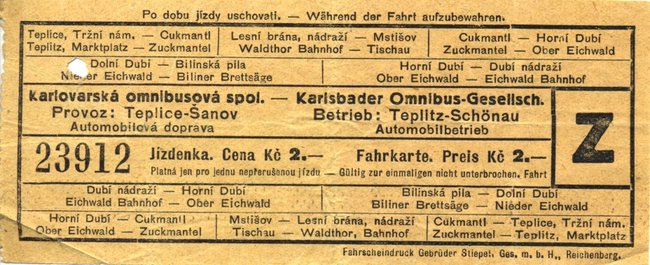 Po dobu jízdy uschovati. — Während der Fahrt aufzubewahren.
Teplice, Tržní nám. — Cukmantl
Teplitz, Marktplatz — Zuckmantel
Lesní brána, nádraží — Mstišov
Waldthor Bahnhof — Tischau
Cukmantl — Horní Dubí
Zuckmantel — Ober Eichwald
Dolní Dubí — Bilinská pila
Nieder Eichwald — Biliner Brettsäge
Horní Dubí — Dubí nádraží
Ober Eichwald — Eichwald Bahnhof
Karlovarská omnibusová spol. — Karlsbader Omnibus-Gesellsch.
Provoz: Teplice-Šanov
Betrieb: Teplitz-Schönau
Automobilová doprava
Automobilbetrieb
Z
23912
Jízdenka. Cena Kč 2.—
Fahrkarte. Preis Kč 2.—
Platná jen pro jednu nepřerušenou jízdu — Gültig zur einmaligen nicht unterbrochen. Fahrt
Dubí nádraží — Horní Dubí
Eichwald Bahnhof — Ober Eichwald
Bilinská pila — Dolní Dubí
Biliner Brettsäge — Nieder Eichwald
Horní Dubí — Cukmantl
Ober Eichwald — Zuckmantel
Mstišov — Lesní brána, nádraží
Tischau — Waldthor, Bahnhof
Cukmantl — Teplice, Tržní nám.
Zuckmantel — Teplitz, Marktplatz
Fahrscheindruck Gebrüder Stiepel, Ges. m. b. H., Reichenberg.